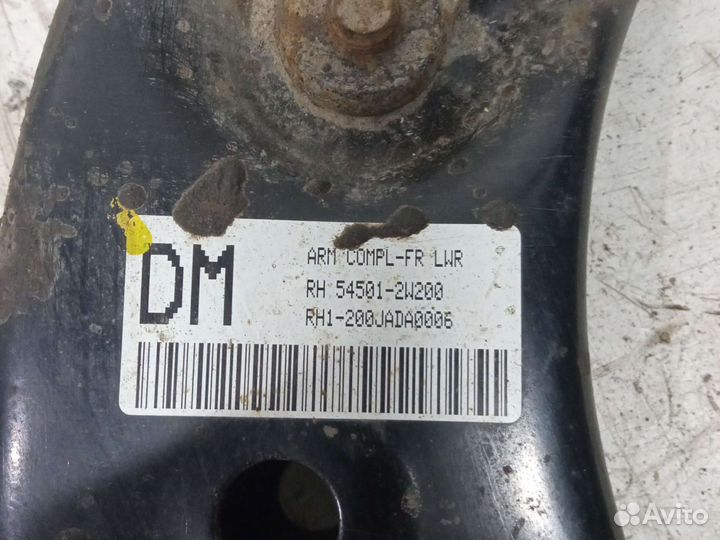 DM
ARM COMPL-FR LWR
RH 54501-2W200
RH1-200JADA0006
Avito